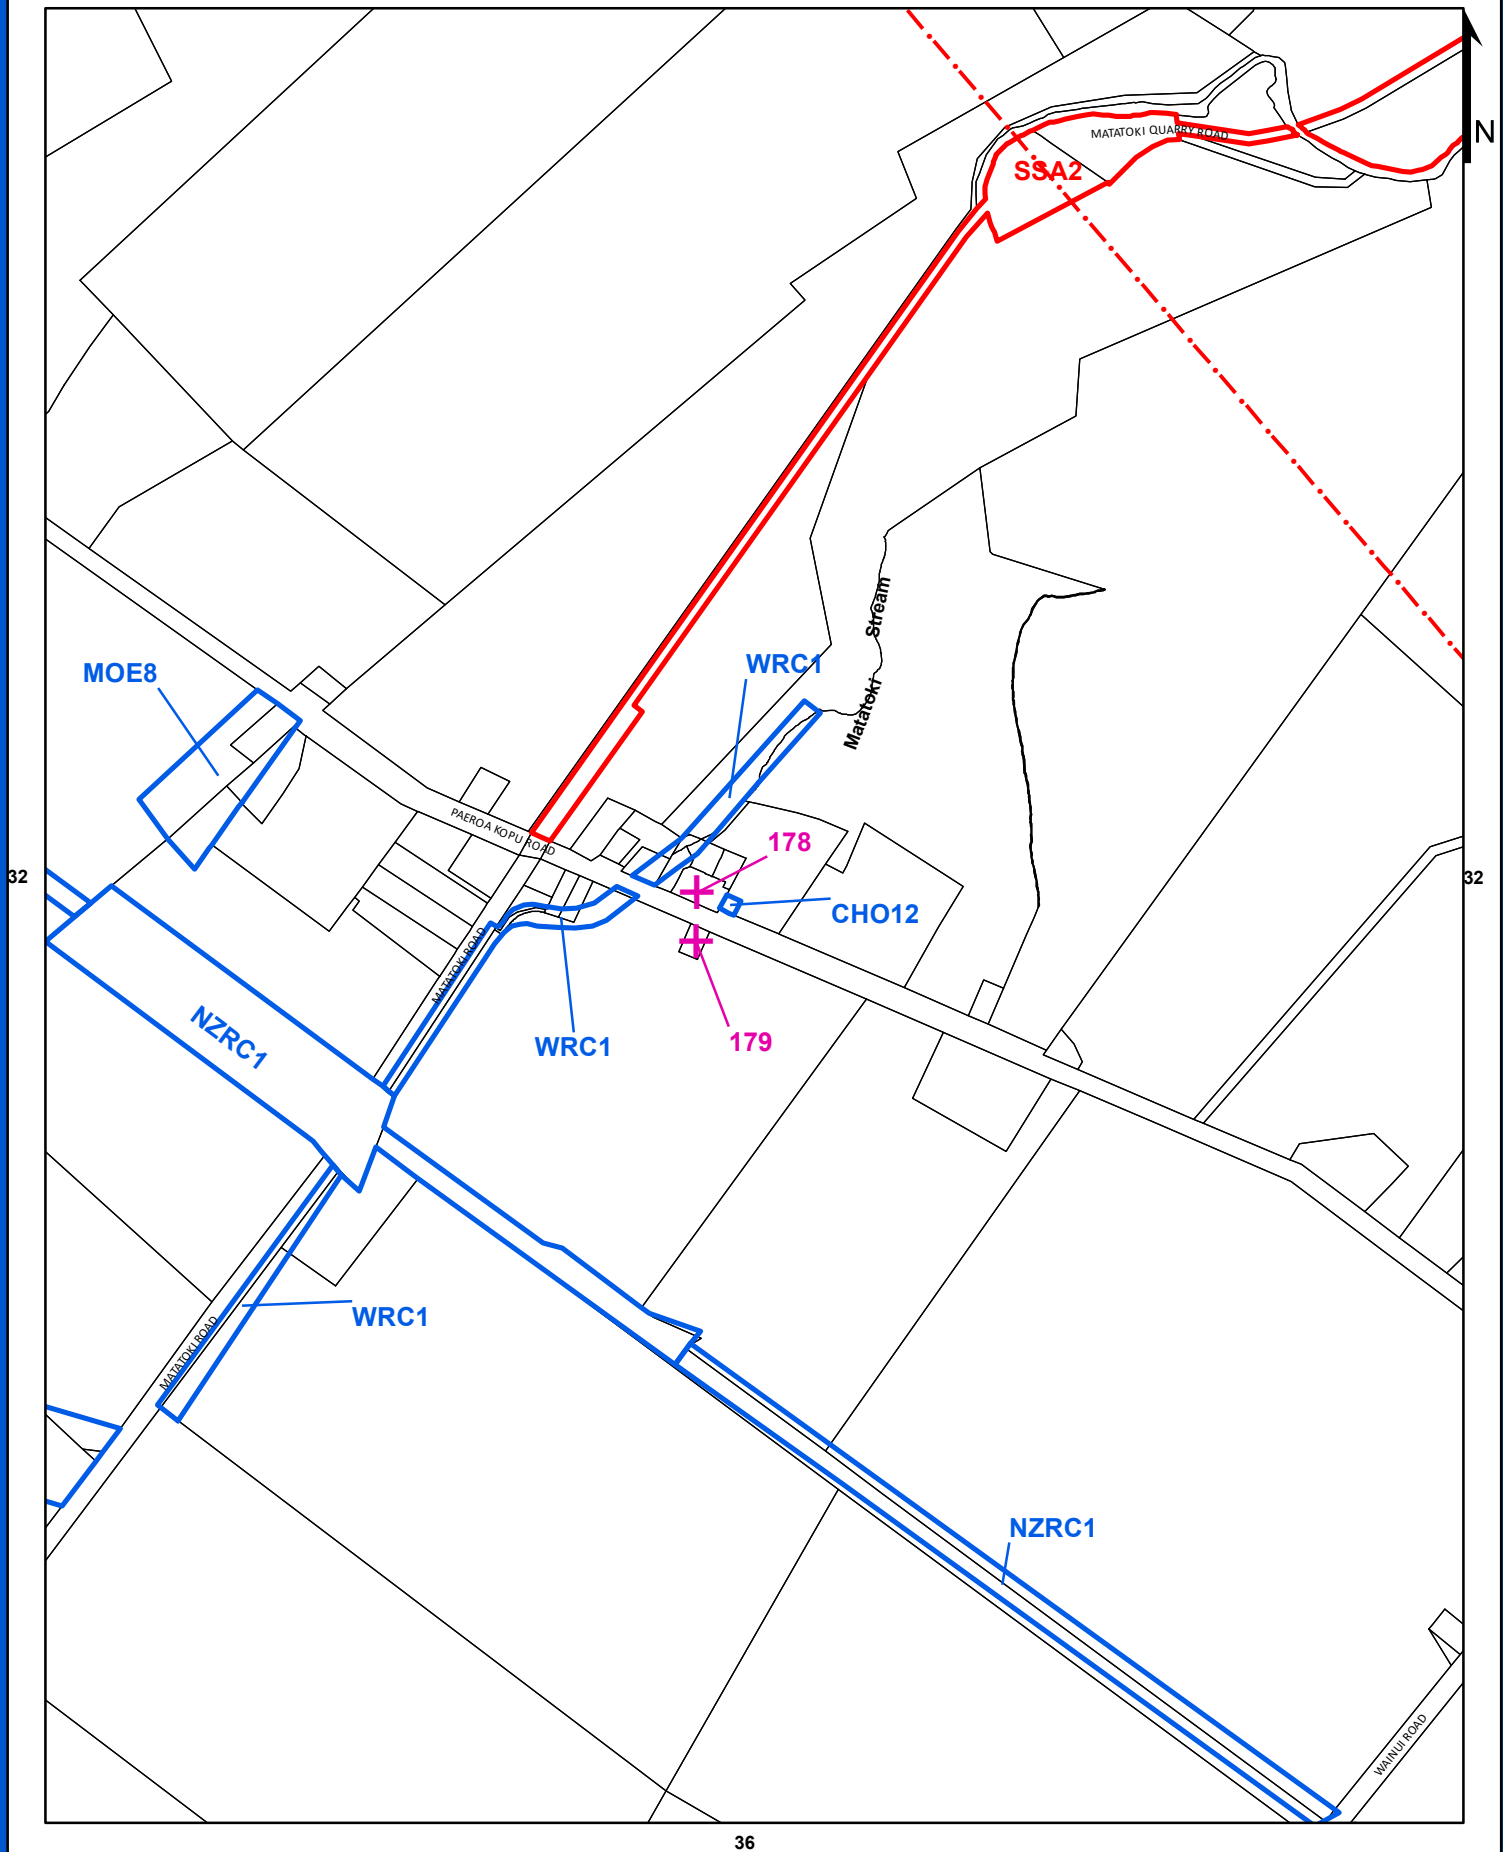 N
MATATOKI QUARRY ROAD
SSA2
Matatoki Stream
WRC1
MOE8
PAEROA KOPU ROAD
178
32
32
CHO12
MATATOKI ROAD
NZRC1
WRC1
179
WRC1
MATATOKI ROAD
NZRC1
WAINUI ROAD
36